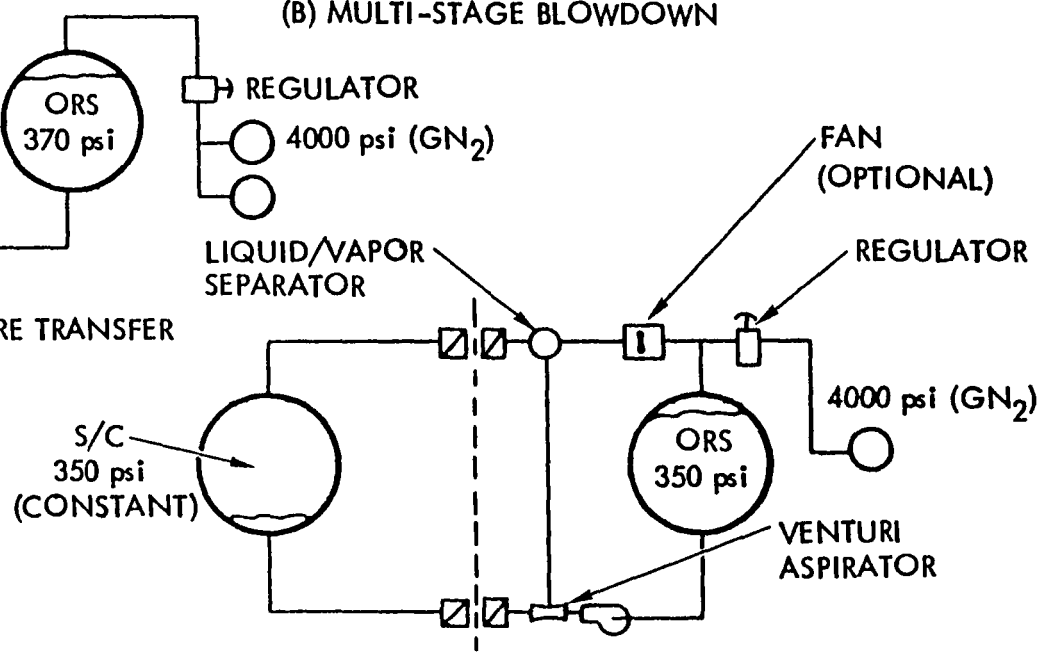 (B) MULTI-STAGE BLOWDOWN
ORS
370 psi
REGULATOR
4000 psi (GN₂)
FAN
(OPTIONAL)
LIQUID/VAPOR
SEPARATOR
REGULATOR
TRANSFER
4000 psi (GN₂)
S/C
350 psi
(CONSTANT)
ORS
350 psi
VENTURI
ASPIRATOR